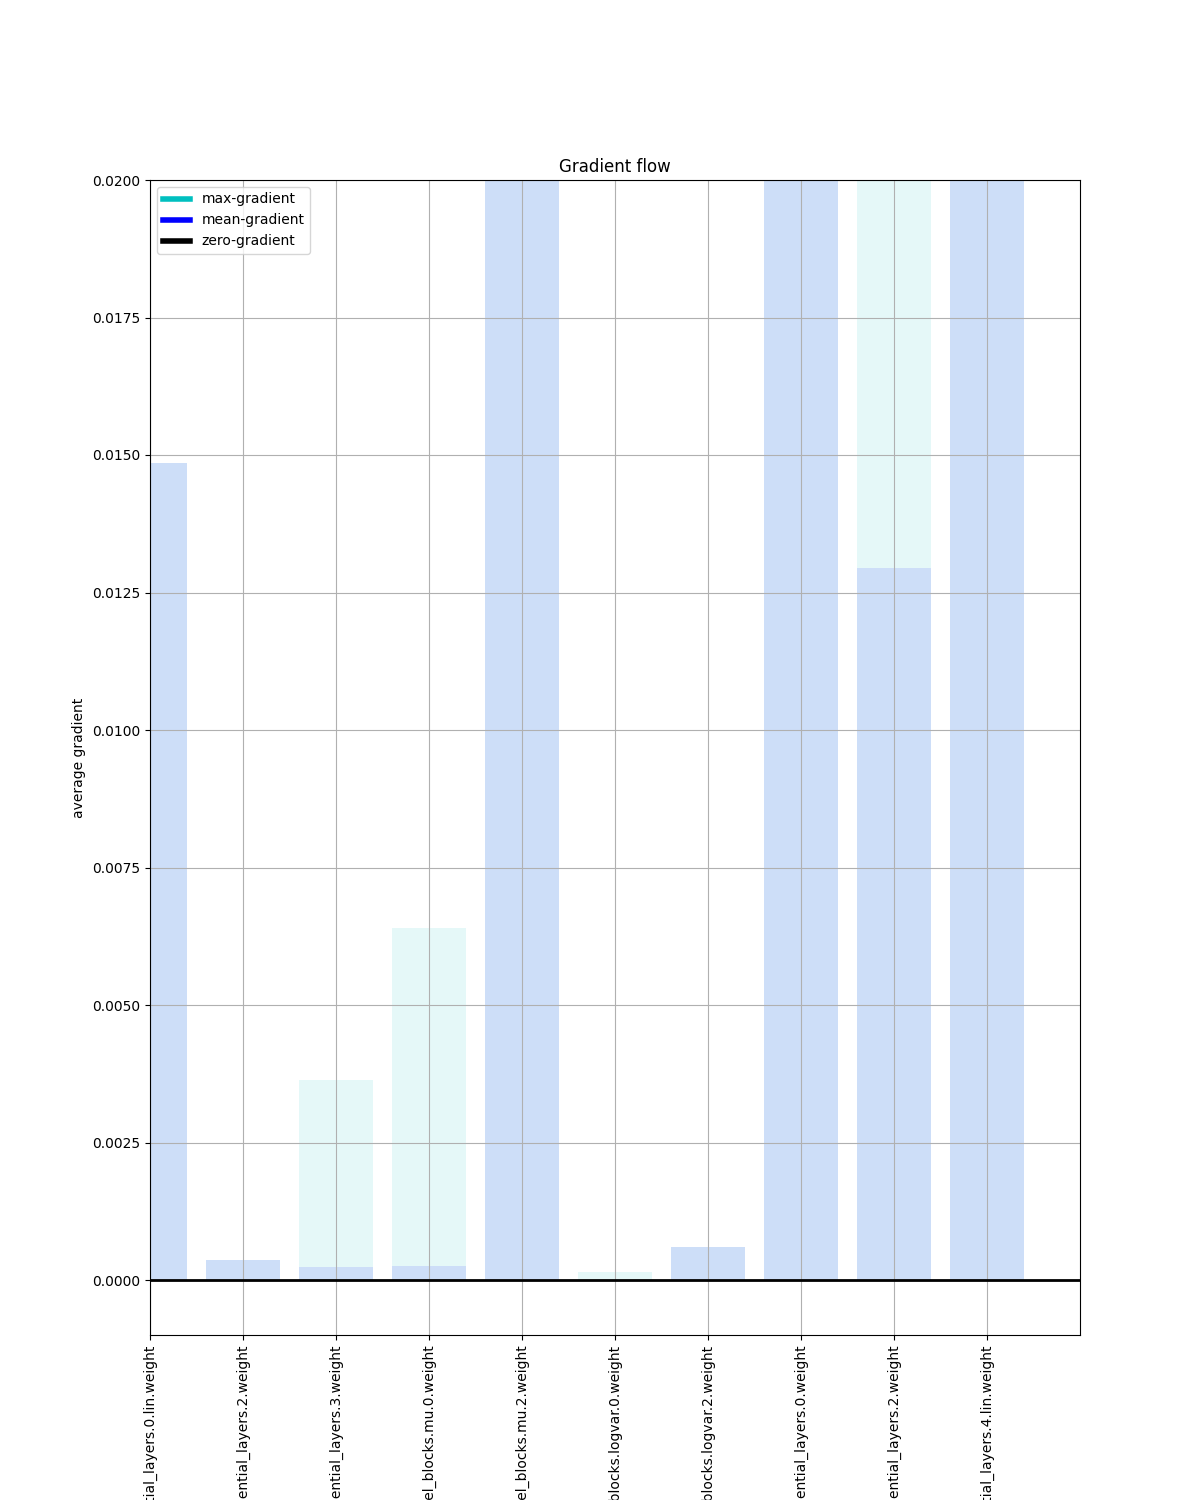 Gradient flow
max-gradient
mean-gradient
zero-gradient
0.0200
0.0175
0.0150
0.0125
0.0100
0.0075
0.0050
0.0025
0.0000
average gradient
tial_layers.0.lin.weight
ential_layers.2.weight
ential_layers.3.weight
el_blocks.mu.0.weight
el_blocks.mu.2.weight
blocks.logvar.0.weight
blocks.logvar.2.weight
ential_layers.0.weight
ential_layers.2.weight
tial_layers.4.lin.weight